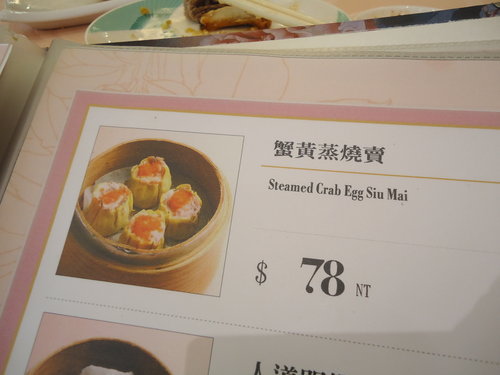 蟹黃蒸燒賣
Steamed Crab Egg Siu Mai
$ 78 NT